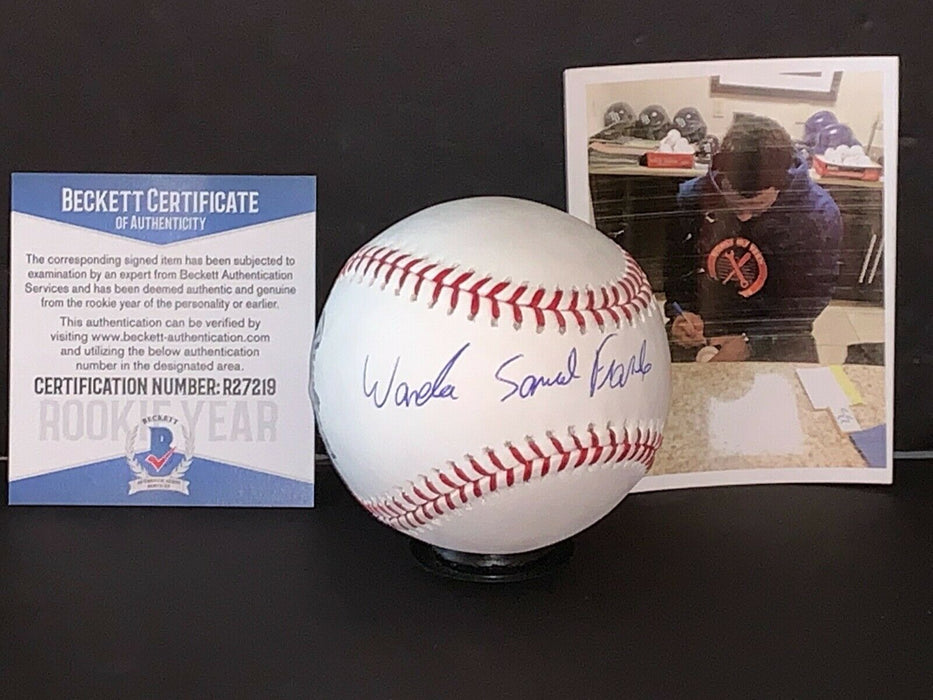 BECKETT CERTIFICATE
OF AUTHENTICITY
The corresponding signed item has been subjected to
examination by an expert from Beckett Authentication
Services and has been deemed authentic and genuine
from the rookie year of the personality or earlier.
This authentication can be verified by
visiting www.beckett-authentication.com
and utilizing the below authentication
number in the designated area.
CERTIFICATION NUMBER: R27219
ROOKIE YEAR
BECKETT
B
Wander Samuel Franco